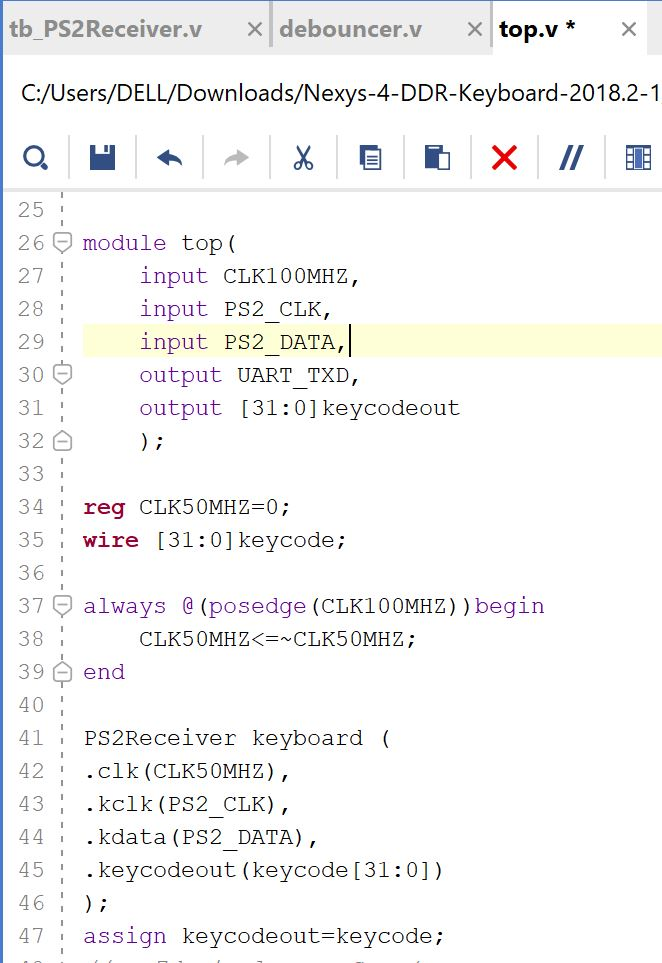 tb_PS2Receiver.v × debouncer.v × top.v * ×
C:/Users/DELL/Downloads/Nexys-4-DDR-Keyboard-2018.2-1
25
26 module top(
27 input CLK100MHZ,
28 input PS2_CLK,
29 input PS2_DATA,
30 output UART_TXD,
31 output [31:0]keycodeout
32 );
33
34 reg CLK50MHZ=0;
35 wire [31:0]keycode;
36
37 always @(posedge(CLK100MHZ))begin
38 CLK50MHZ<=~CLK50MHZ;
39 end
40
41 PS2Receiver keyboard (
42 .clk(CLK50MHZ),
43 .kclk(PS2_CLK),
44 .kdata(PS2_DATA),
45 .keycodeout(keycode[31:0])
46 );
47 assign keycodeout=keycode;